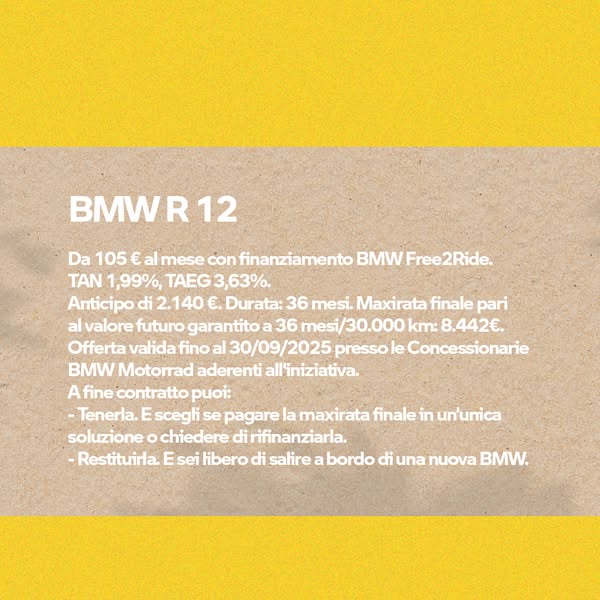 BMW R 12
Da 105 € al mese con finanziamento BMW Free2Ride.
TAN 1,99%, TAEG 3,63%.
Anticipo di 2.140 €. Durata: 36 mesi. Maxirata finale pari
al valore futuro garantito a 36 mesi/30.000 km: 8.442€.
Offerta valida fino al 30/09/2025 presso le Concessionarie
BMW Motorrad aderenti all'iniziativa.
A fine contratto puoi:
- Tenerla. E scegli se pagare la maxirata finale in un'unica
soluzione o chiedere di rifinanziarla.
- Restituirla. E sei libero di salire a bordo di una nuova BMW.